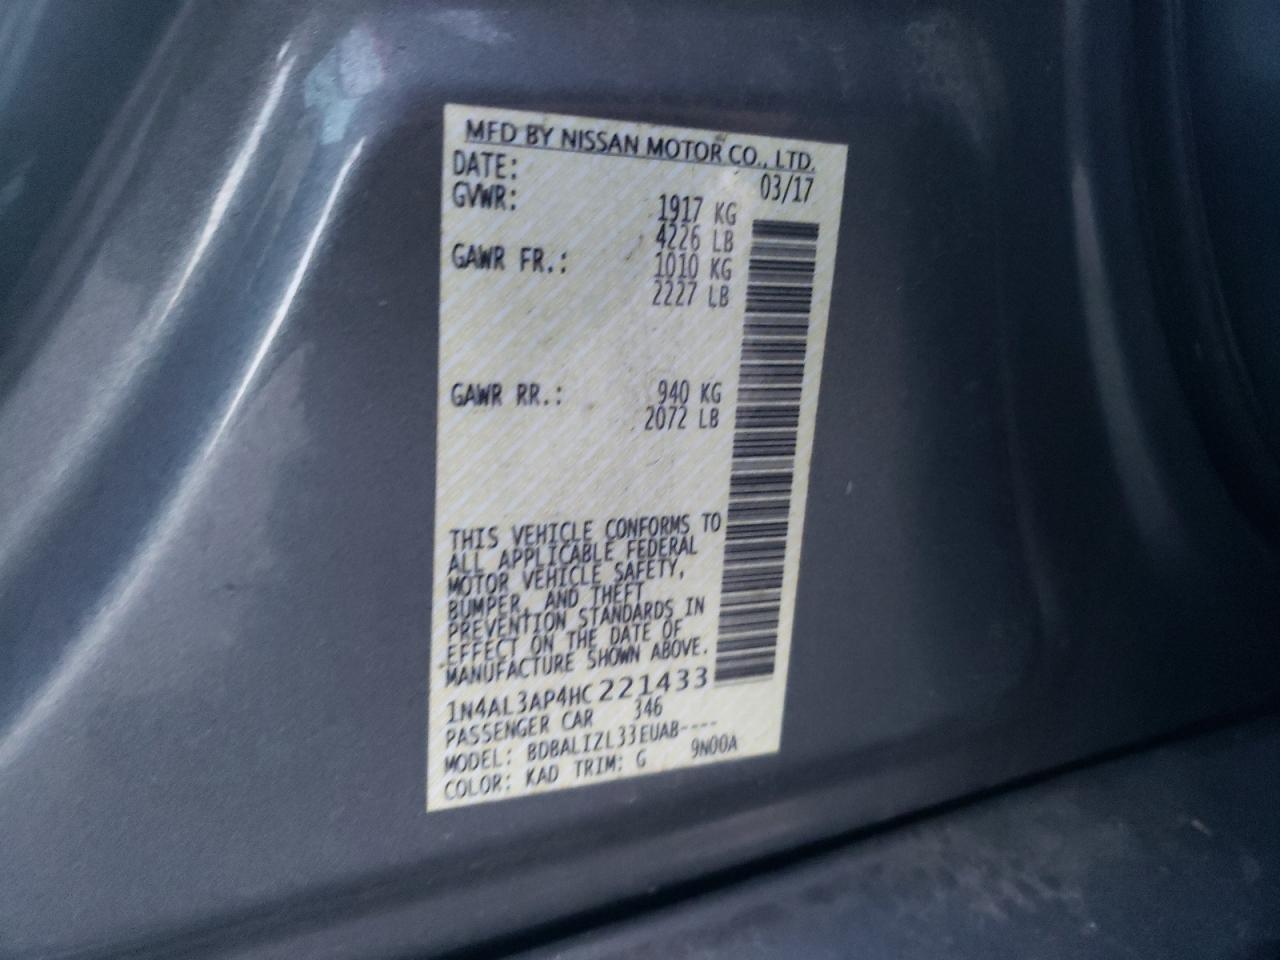 MFD BY NISSAN MOTOR CO., LTD.
DATE: 03/17
GVWR: 1917 KG
4226 LB
GAWR FR.: 1010 KG
2227 LB
GAWR RR.: 940 KG
2072 LB
THIS VEHICLE CONFORMS TO
ALL APPLICABLE FEDERAL
MOTOR VEHICLE SAFETY,
BUMPER, AND THEFT
PREVENTION STANDARDS IN
EFFECT ON THE DATE OF
MANUFACTURE SHOWN ABOVE.
1N4AL3AP4HC221433
PASSENGER CAR 346
MODEL: BDBALIZL33EUAB----
COLOR: KAD TRIM: G 9N00A